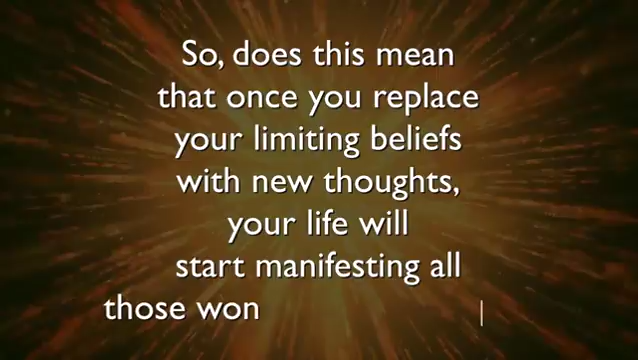 So, does this mean
that once you replace
your limiting beliefs
with new thoughts,
your life will
start manifesting all
those won